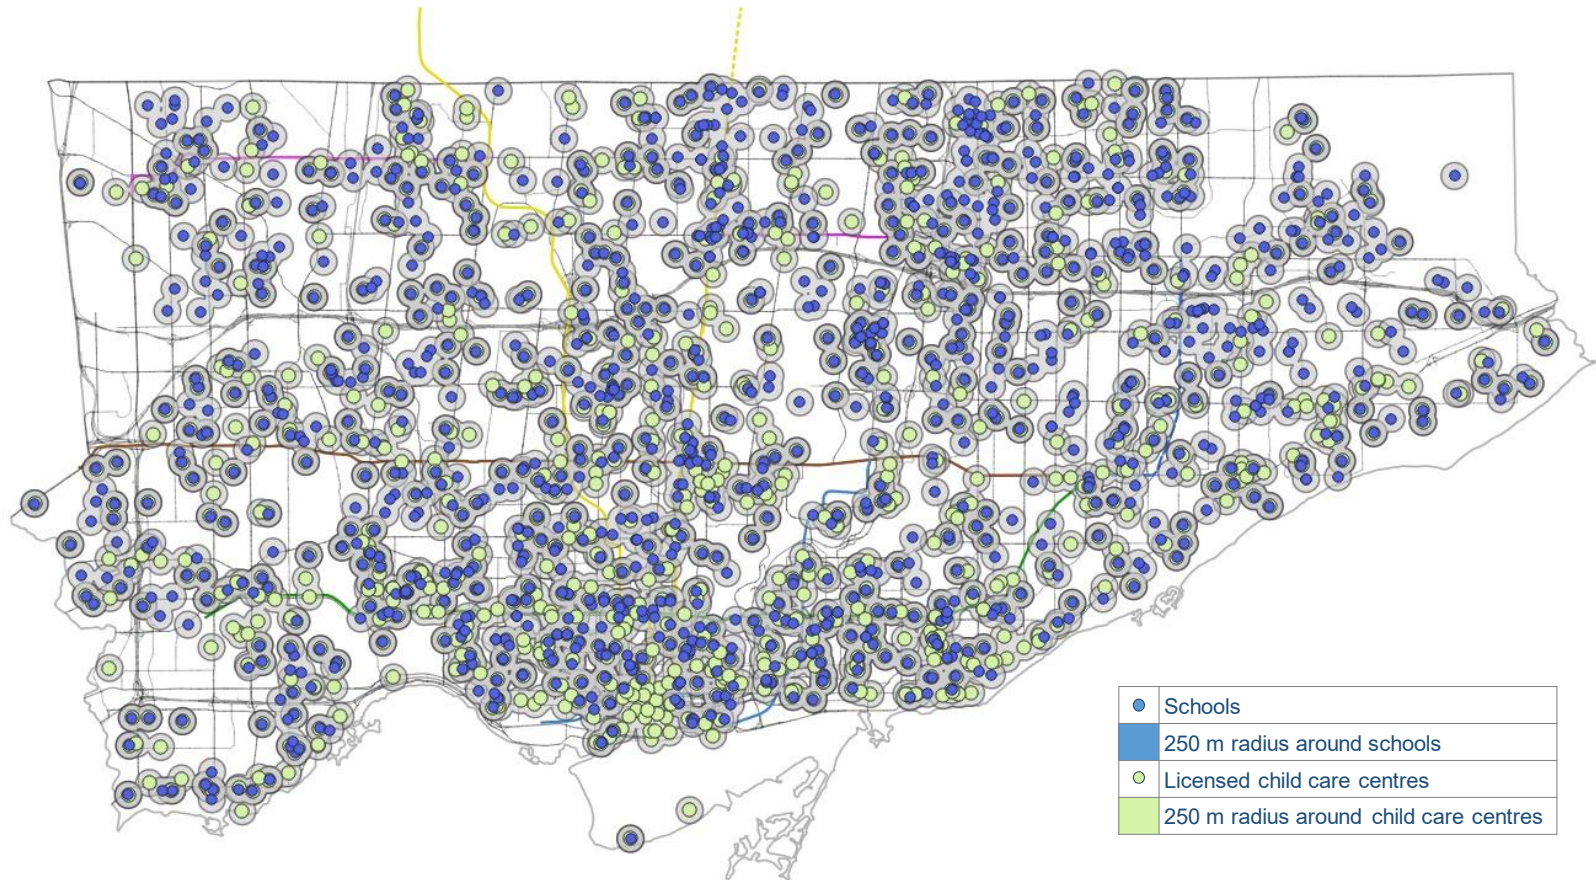 Schools
250 m radius around schools
Licensed child care centres
250 m radius around child care centres